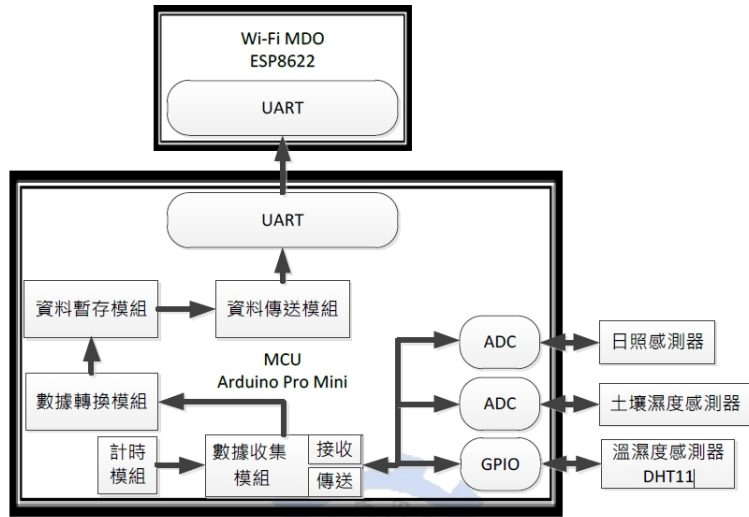 Wi-Fi MDO
ESP8622
UART
UART
資料暫存模組
資料傳送模組
MCU
Arduino Pro Mini
ADC
日照感測器
數據轉換模組
ADC
土壤濕度感測器
計時
模組
數據收集
模組
接收
傳送
GPIO
溫濕度感測器
DHT11